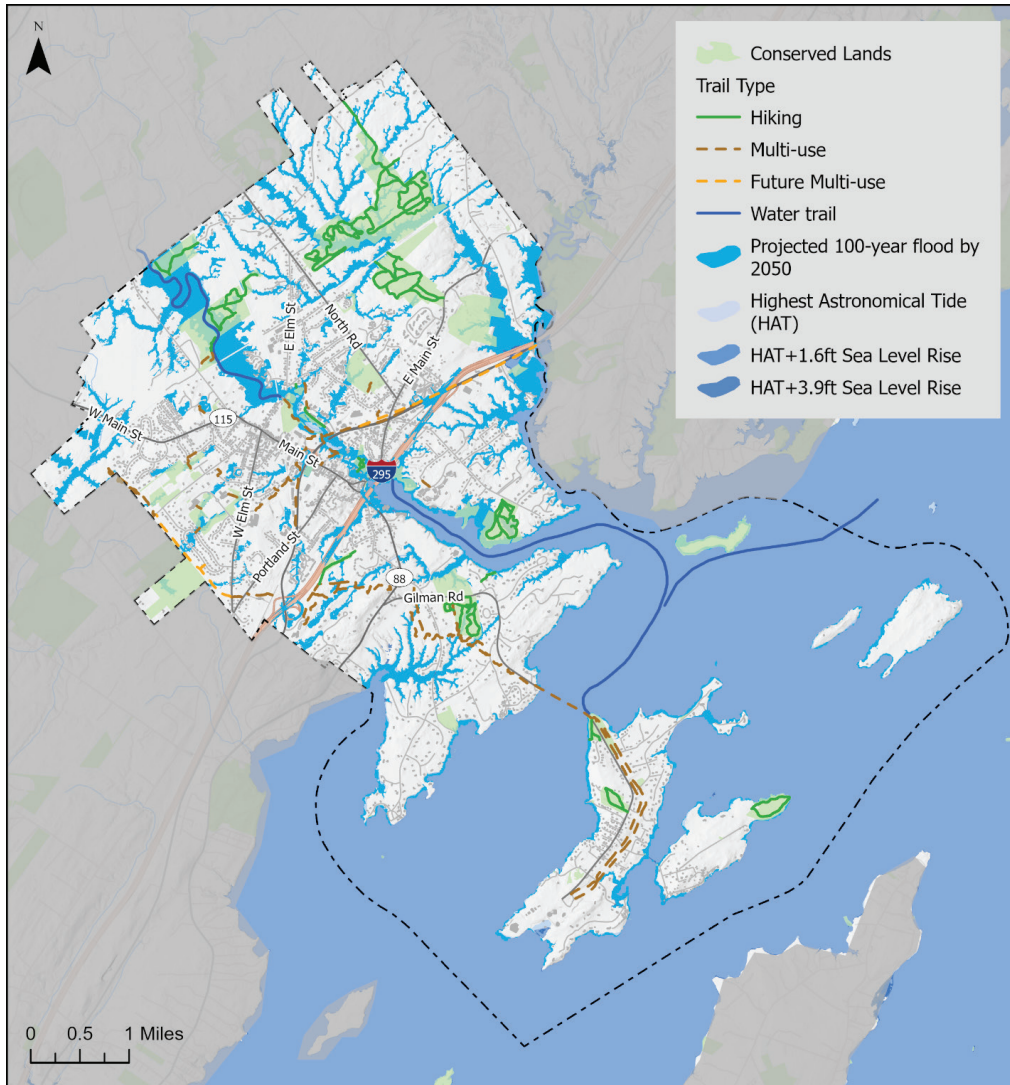 N
Conserved Lands
Trail Type
Hiking
Multi-use
Future Multi-use
Water trail
Projected 100-year flood by
2050
Highest Astronomical Tide
(HAT)
HAT+1.6ft Sea Level Rise
HAT+3.9ft Sea Level Rise
E Elm St
North Rd
E Main St
W Main St
115
Main St
295
W Elm St
Portland St
88
Gilman Rd
0 0.5 1 Miles